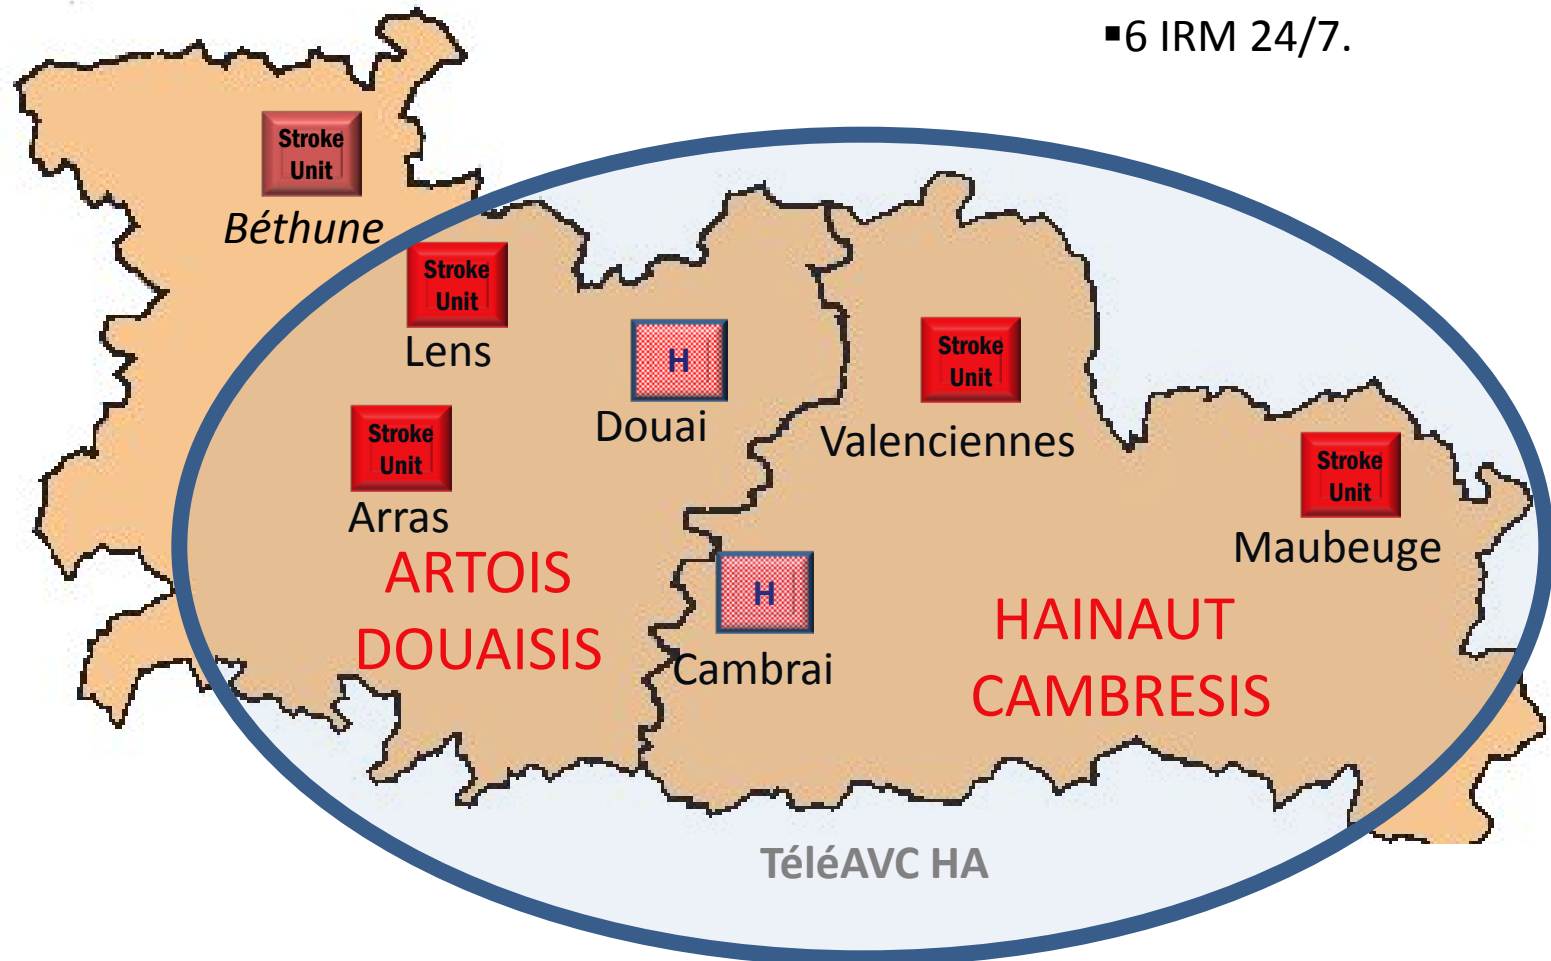 ▪6 IRM 24/7.
Stroke
Unit
Béthune
Stroke
Unit
Lens
H
Douai
Stroke
Unit
Valenciennes
Stroke
Unit
Arras
Stroke
Unit
Maubeuge
ARTOIS
DOUAISIS
H
Cambrai
HAINAUT
CAMBRESIS
TéléAVC HA